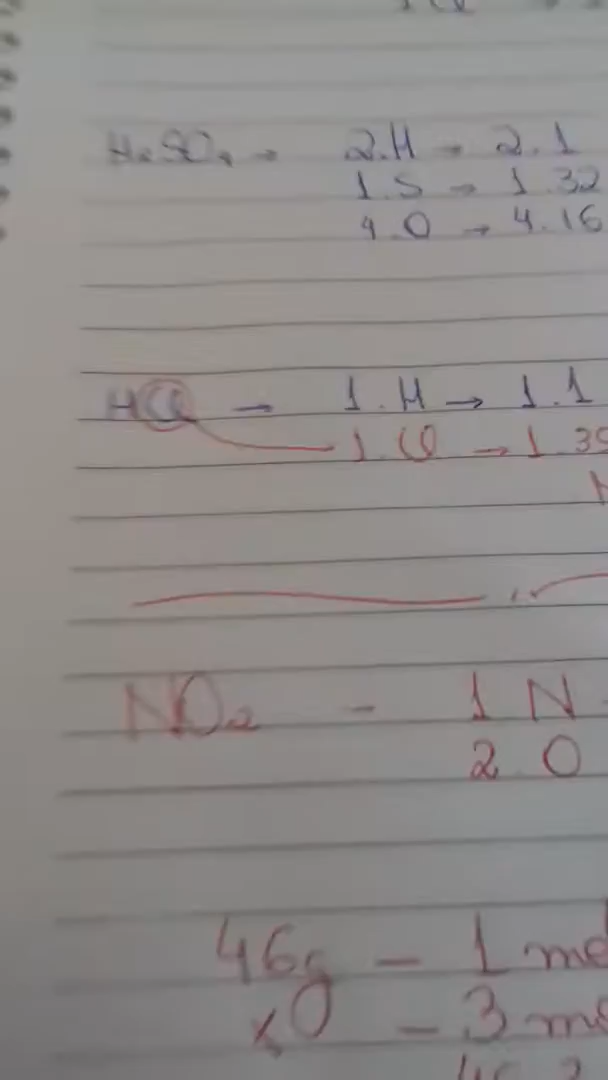 H₂SO₄ → 2.H → 2.1
1.S → 1.32
4.O → 4.16
HCl → 1.H → 1.1
1.Cl → 1.35
NO₂ - 1 N
2 O
46g - 1 mol
x g - 3 mol